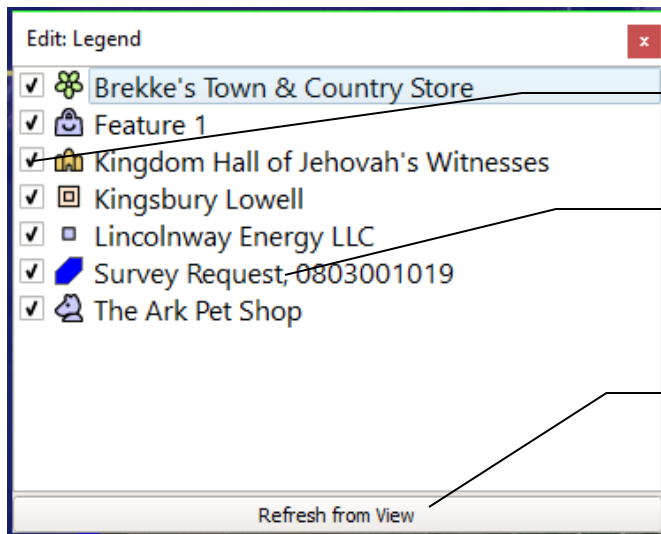 Edit: Legend
x
Brekke's Town & Country Store
Feature 1
Kingdom Hall of Jehovah's Witnesses
Kingsbury Lowell
Lincolnway Energy LLC
Survey Request, 0803001019
The Ark Pet Shop
Refresh from View